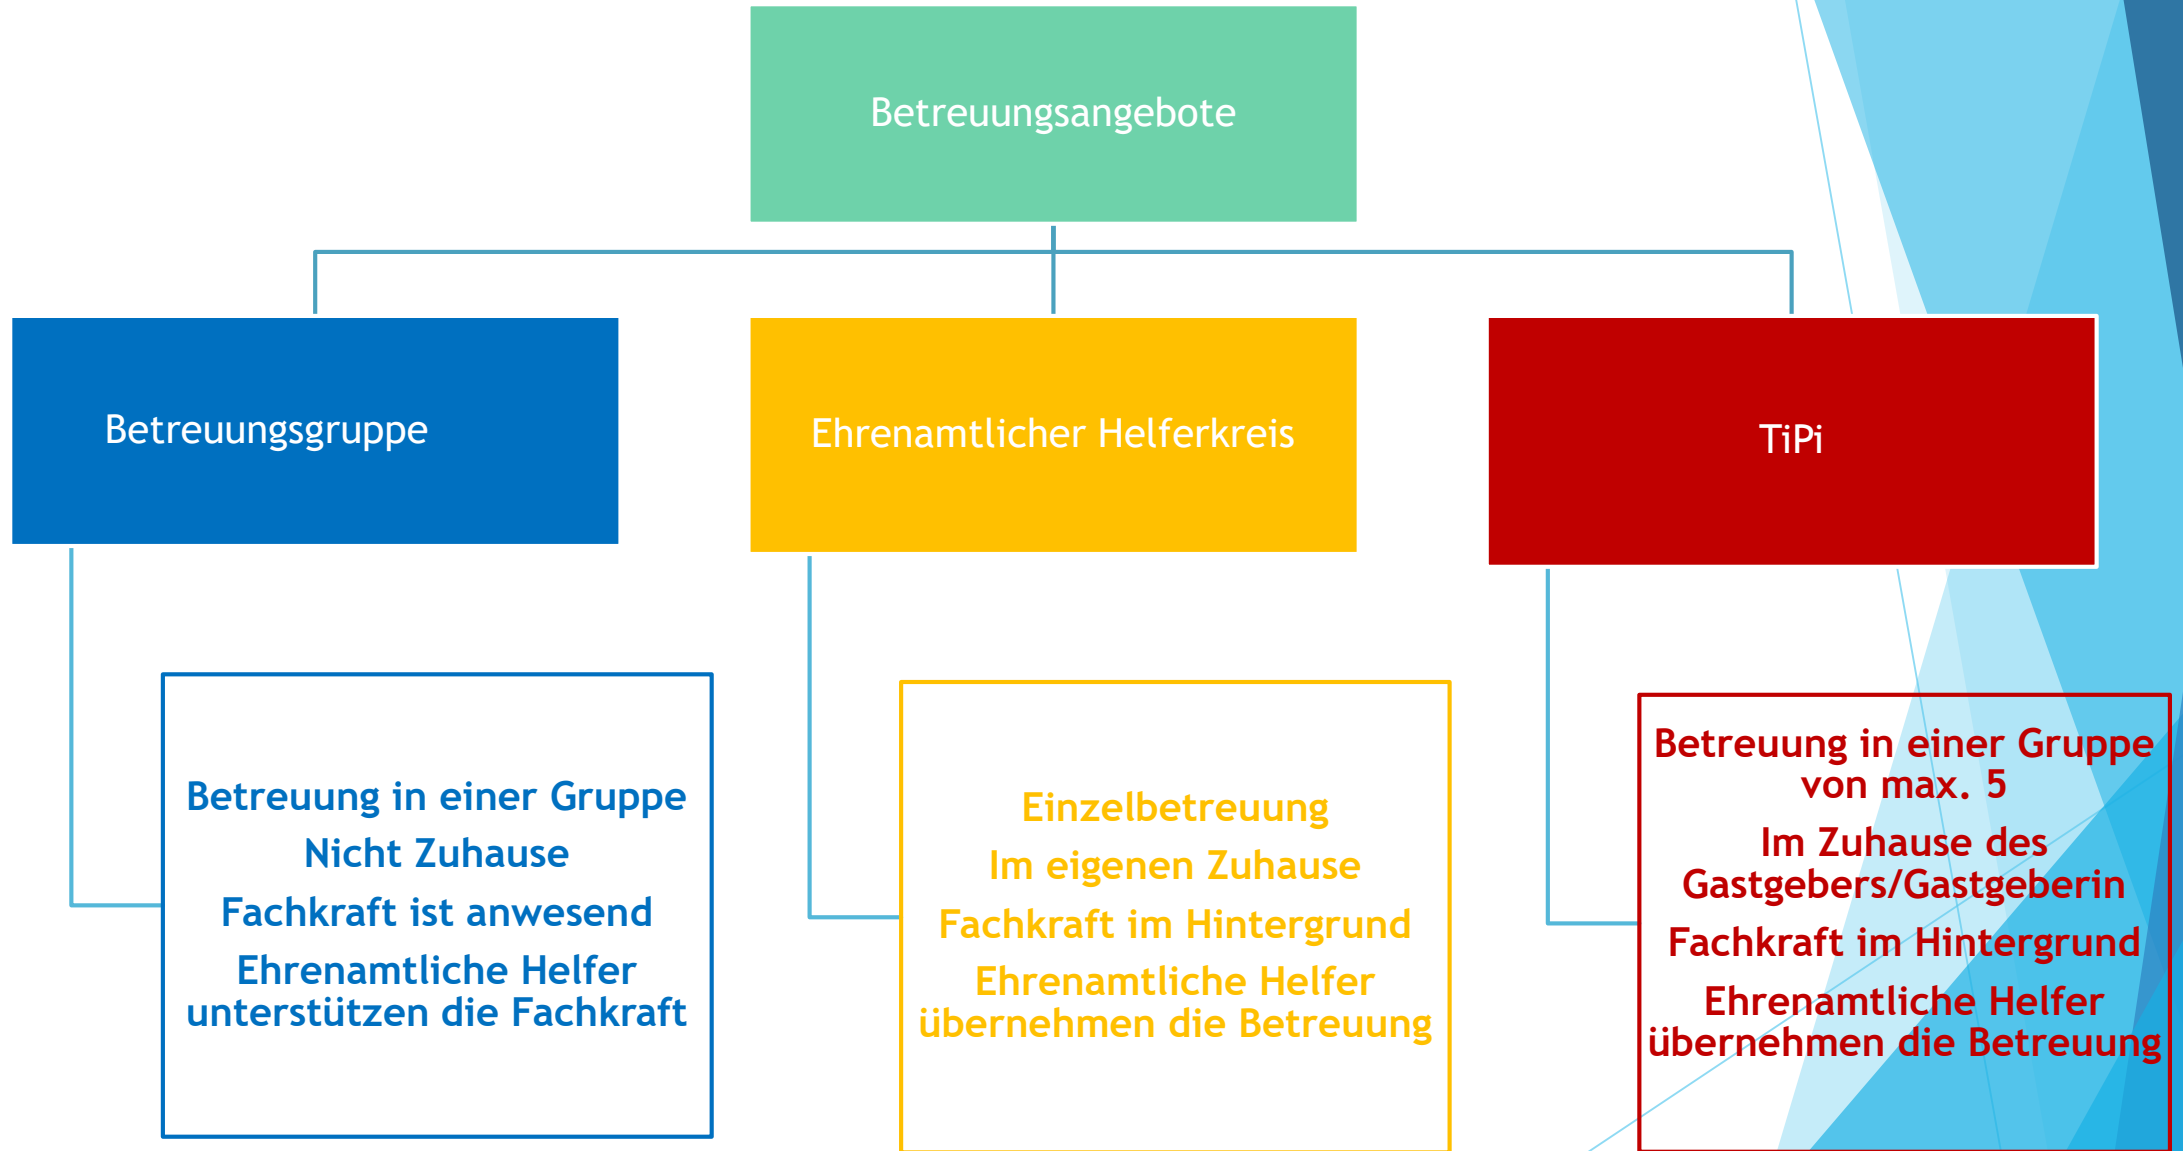 Betreuungsangebote
Betreuungsgruppe
Ehrenamtlicher Helferkreis
TiPi
Betreuung in einer Gruppe
Nicht Zuhause
Fachkraft ist anwesend
Ehrenamtliche Helfer
unterstützen die Fachkraft
Einzelbetreuung
Im eigenen Zuhause
Fachkraft im Hintergrund
Ehrenamtliche Helfer
übernehmen die Betreuung
Betreuung in einer Gruppe
von max. 5
Im Zuhause des
Gastgebers/Gastgeberin
Fachkraft im Hintergrund
Ehrenamtliche Helfer
übernehmen die Betreuung